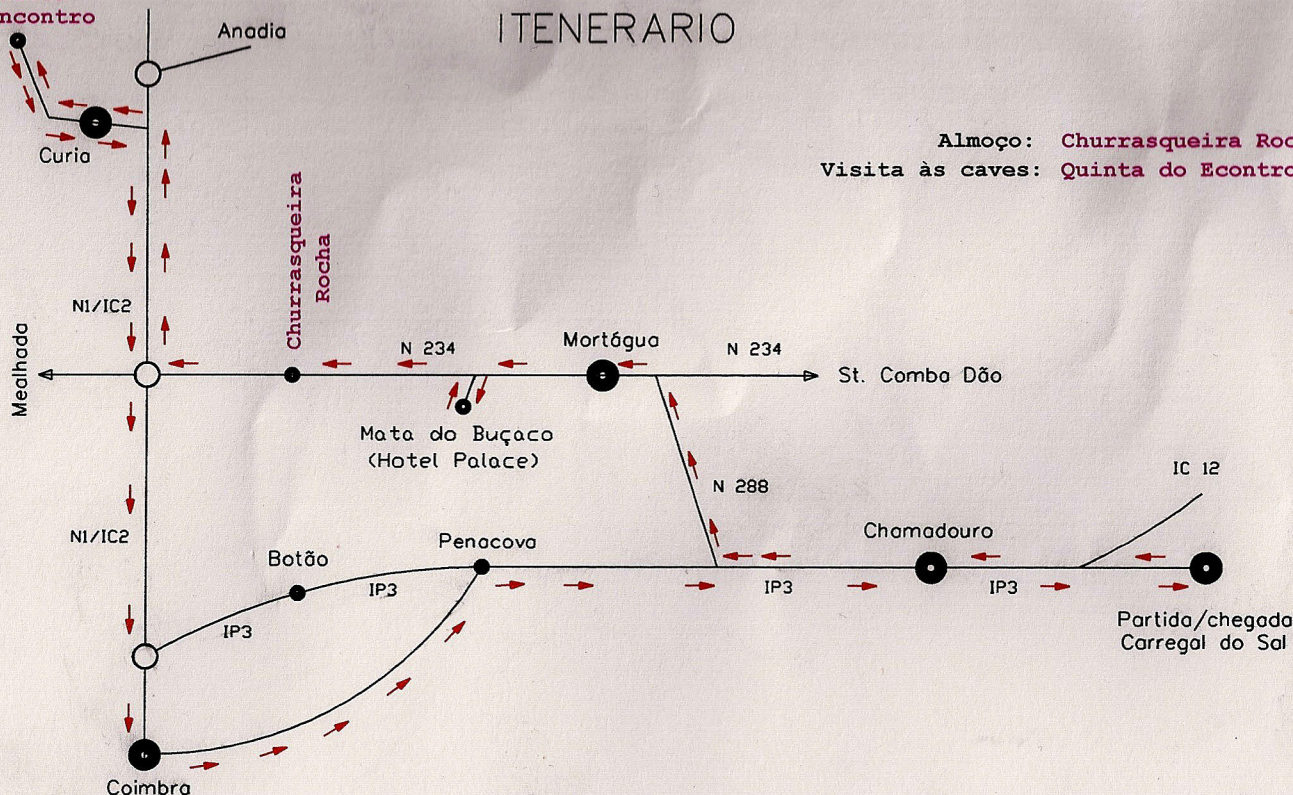 ITENERARIO
ncontro
Anadia
Curia
Almoço: Churrasqueira Roc
Visita às caves: Quinta do Econtro
Churrasqueira
Rocha
N1/IC2
Mealhada
N 234
Mortágua
N 234
St. Comba Dão
Mata do Buçaco
(Hotel Palace)
N 288
IC 12
N1/IC2
Botão
Penacova
Chamadouro
IP3
IP3
IP3
IP3
Partida/chegada
Carregal do Sal
Coimbra